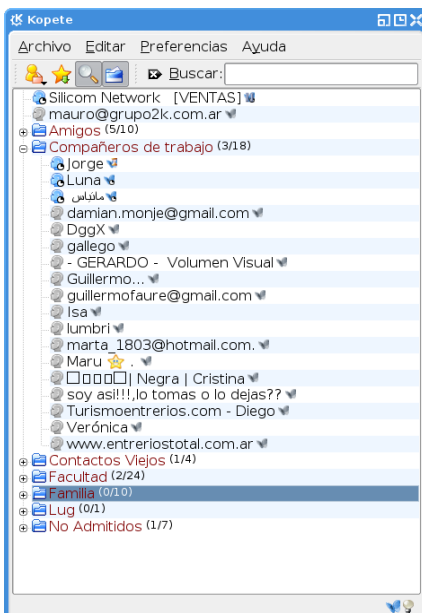 Kopete
Archivo Editar Preferencias Ayuda
Buscar:
Silicom Network [VENTAS]
mauro@grupo2k.com.ar
Amigos (5/10)
Compañeros de trabajo (3/18)
Jorge
Luna
damian.monje@gmail.com
DggX
gallego
- GERARDO - Volumen Visual
Guillermo...
guillermofaure@gmail.com
Isa
lumbri
marta_1803@hotmail.com.
Maru .
□□□□□| Negra | Cristina
soy asi!!!,lo tomas o lo dejas??
Turismoentrerios.com - Diego
Verónica
www.entreriostotal.com.ar
Contactos Viejos (1/4)
Facultad (2/24)
Familia (0/10)
Lug (0/1)
No Admitidos (1/7)